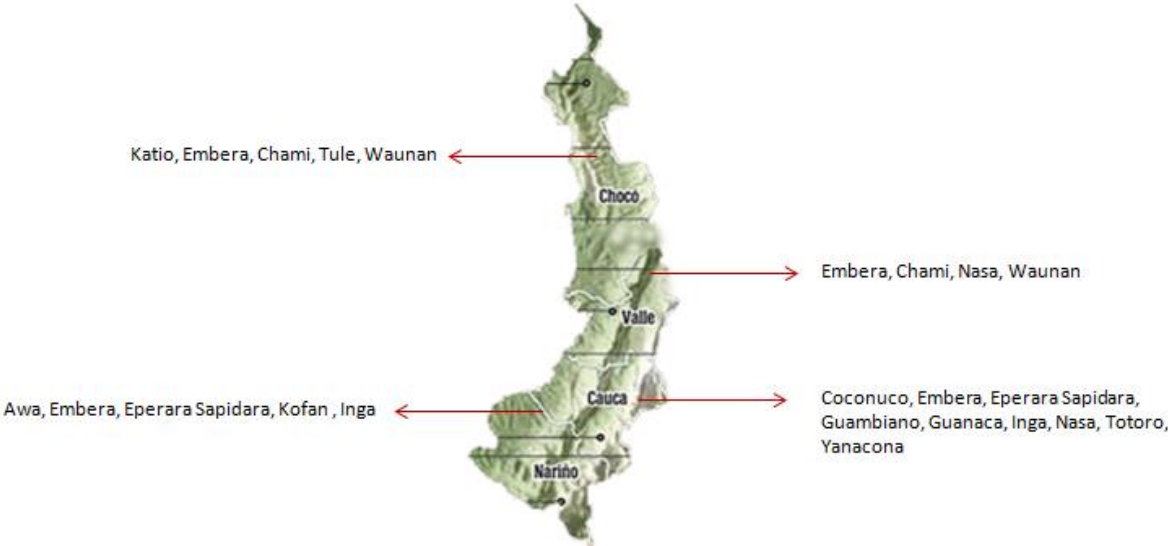 Katio, Embera, Chami, Tule, Waunan
Choco
Embera, Chami, Nasa, Waunan
Valle
Awa, Embera, Eperara Sapidara, Kofan , Inga
Cauca
Coconuco, Embera, Eperara Sapidara,
Guambiano, Guanaca, Inga, Nasa, Totoro,
Yanacona
Nariño